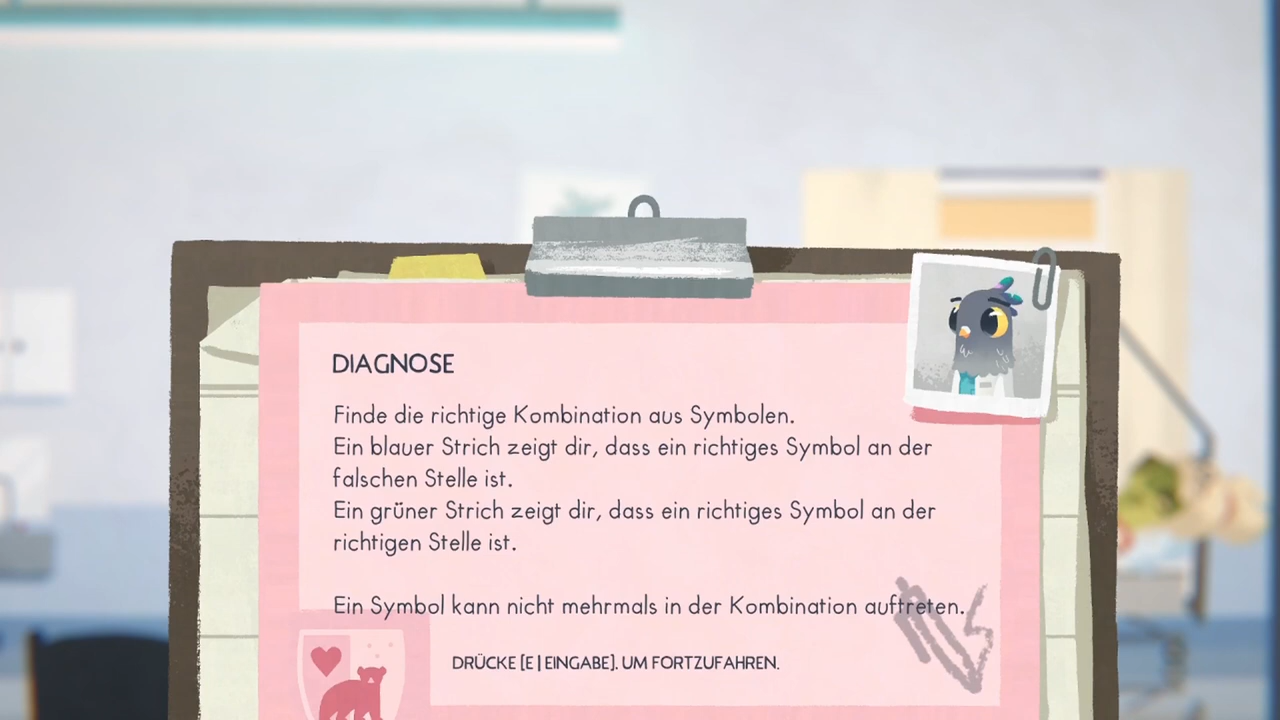 DIAGNOSE
Finde die richtige Kombination aus Symbolen.
Ein blauer Strich zeigt dir, dass ein richtiges Symbol an der
falschen Stelle ist.
Ein grüner Strich zeigt dir, dass ein richtiges Symbol an der
richtigen Stelle ist.
Ein Symbol kann nicht mehrmals in der Kombination auftreten.
DRÜCKE [E | EINGABE]. UM FORTZUFAHREN.